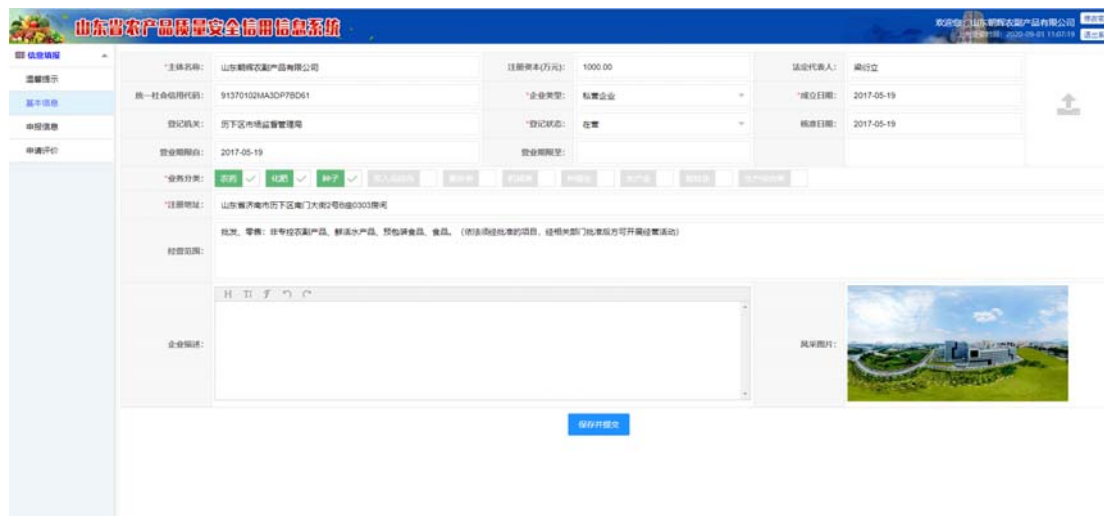 山东省农产品质量安全信用信息系统
欢迎您：山东朝辉农副产品有限公司
2020-09-01 11:07:19
信息填报
温馨提示
基本信息
申报信息
申请评价
*主体名称: 山东朝辉农副产品有限公司 注册资本(万元): 1000.00 法定代表人:
统一社会信用代码: 91370102MA3DP7BD61 *企业类型: 私营企业 *成立日期: 2017-05-19
登记机关: 历下区市场监督管理局 *登记状态: 在营 核准日期: 2017-05-19
营业期限自: 2017-05-19 营业期限至:
*业务分类: 农药 化肥 种子
*注册地址: 山东省济南市历下区南门大街2号B座0303房间
经营范围: 批发、零售：非专控农副产品、鲜活水产品、预包装食品、食品。（依法须经批准的项目，经相关部门批准后方可开展经营活动）
H TI F
企业描述:
风采图片:
保存并提交